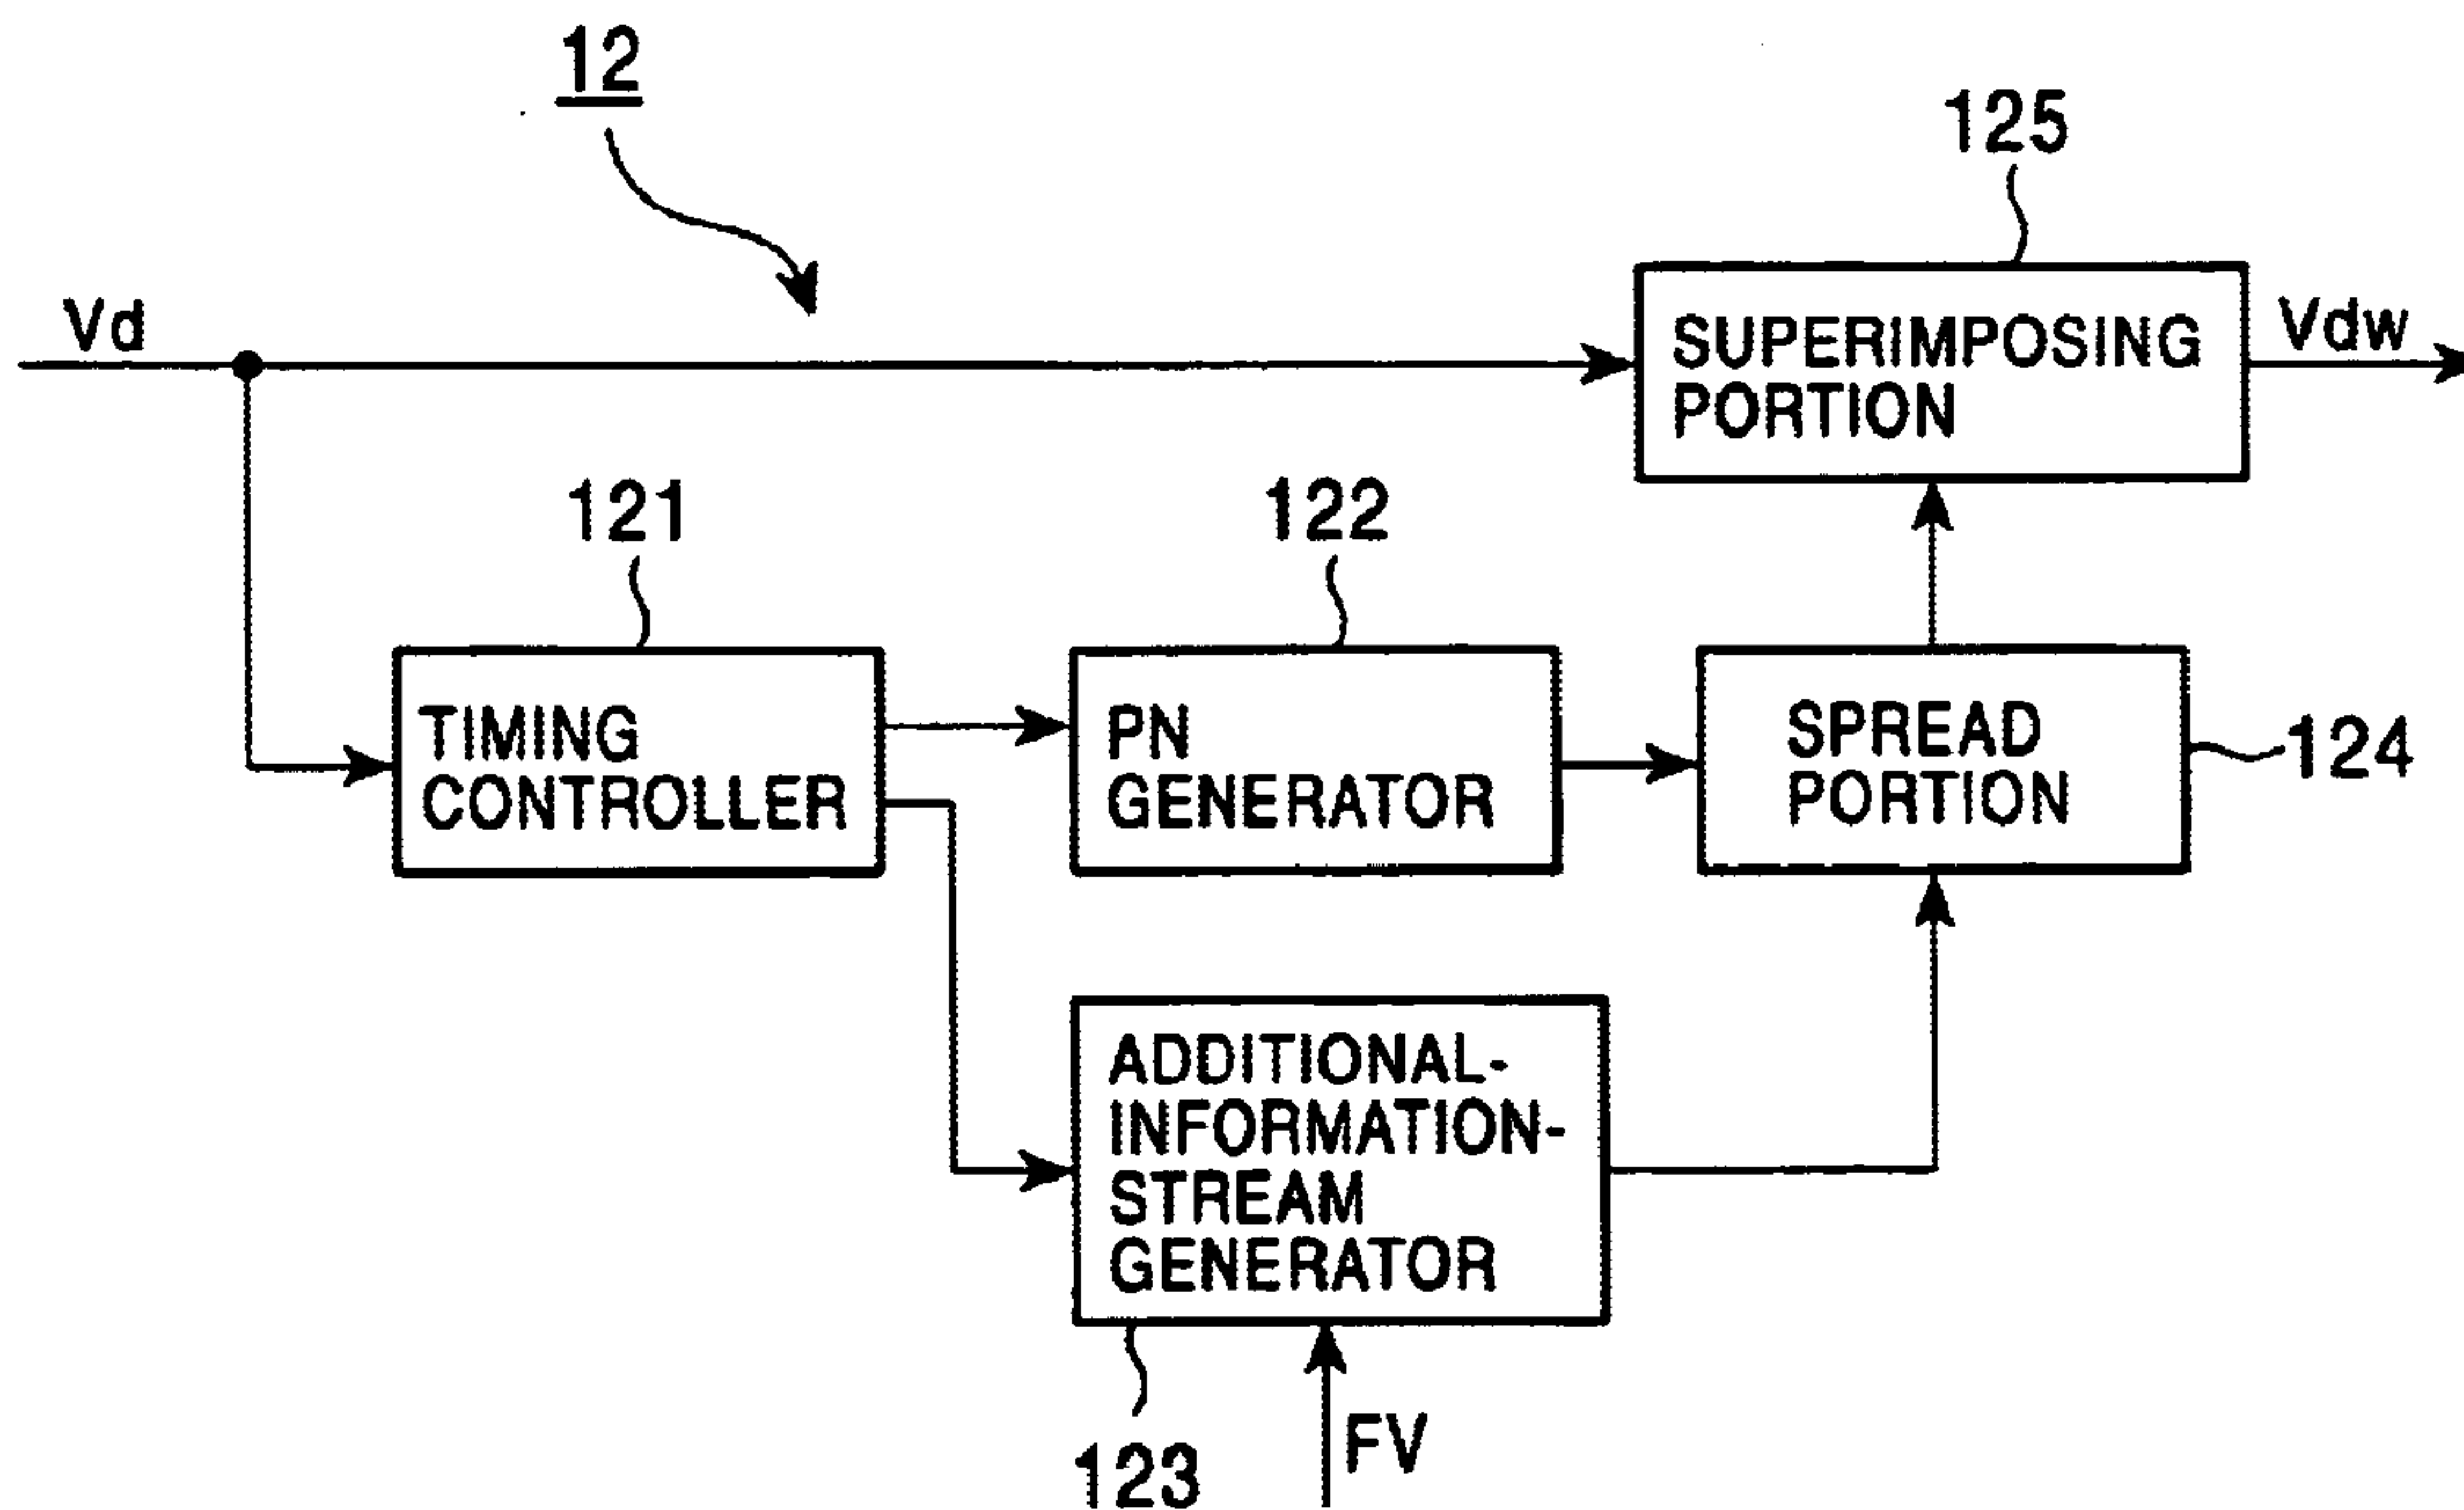 12
125
Vd
SUPERIMPOSING
PORTION
Vdw
121
122
TIMING
CONTROLLER
PN
GENERATOR
SPREAD
PORTION
124
ADDITIONAL-
INFORMATION-
STREAM
GENERATOR
123
FV